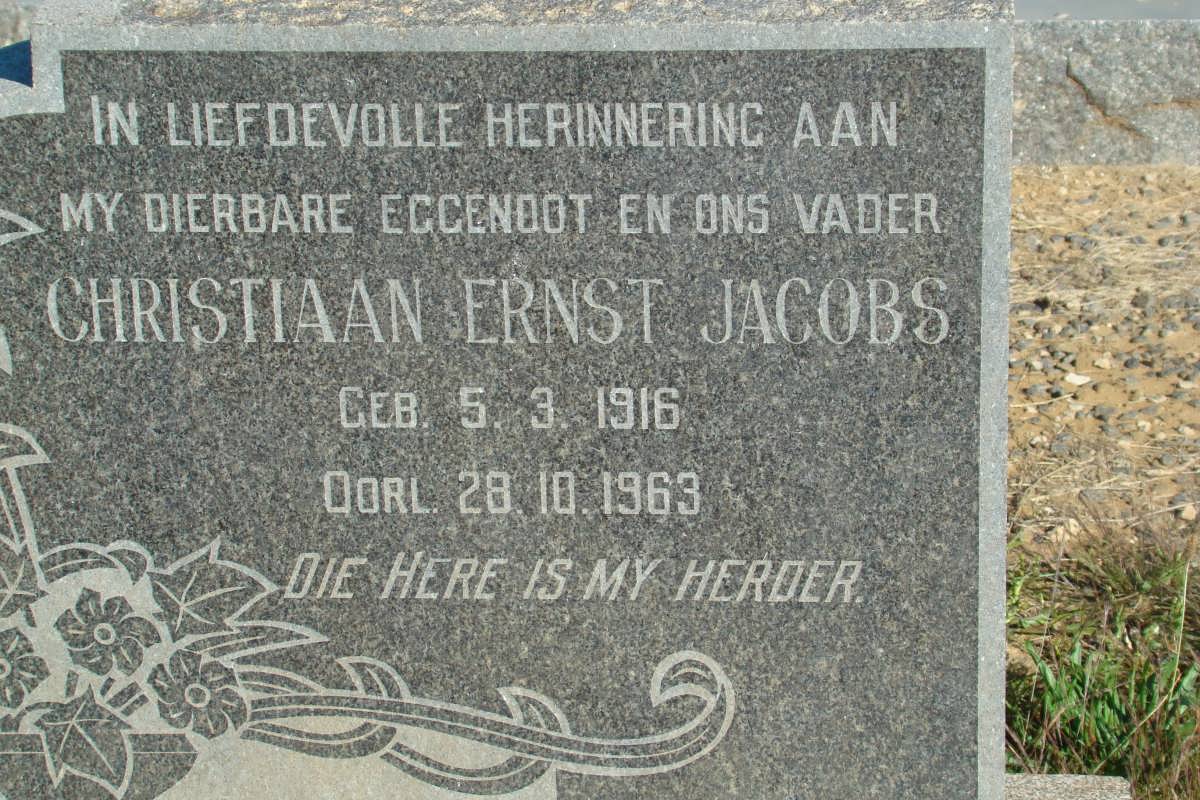 IN LIEFDEVOLLE HERINNERING AAN
MY DIERBARE EGGENOOT EN ONS VADER
CHRISTIAAN ERNST JACOBS
GEB. 5. 3. 1916
OORL. 28. 10. 1963
DIE HERE IS MY HERDER.